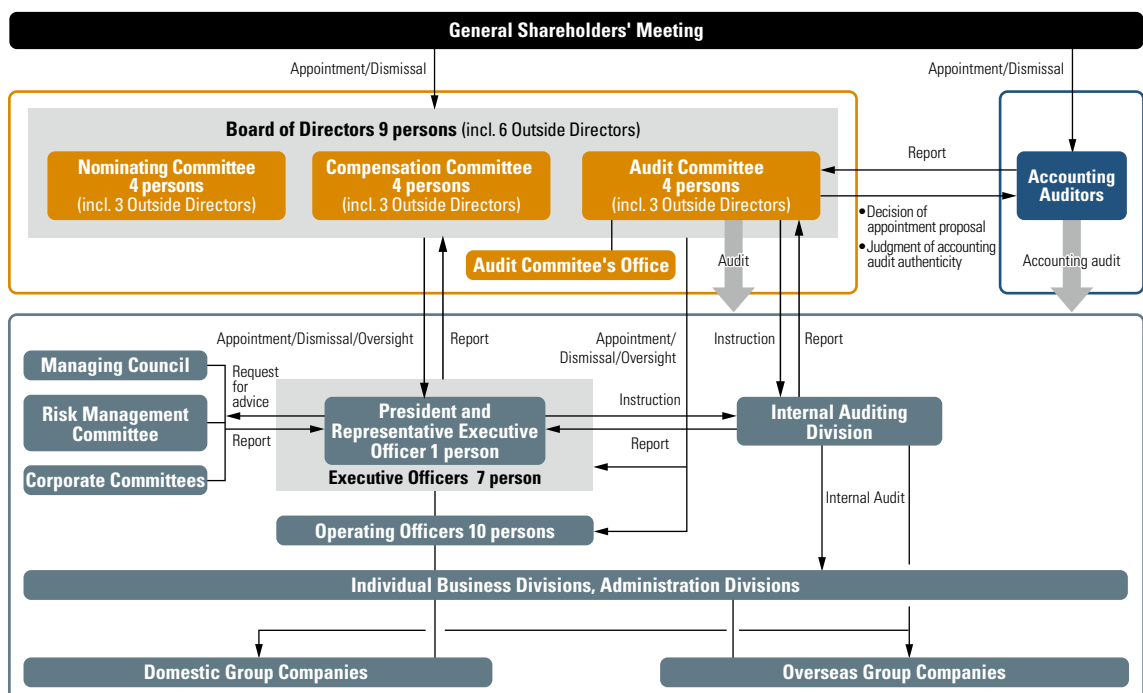 General Shareholders' Meeting
Appointment/Dismissal
Appointment/Dismissal
Board of Directors 9 persons (incl. 6 Outside Directors)
Nominating Committee
4 persons
(incl. 3 Outside Directors)
Compensation Committee
4 persons
(incl. 3 Outside Directors)
Audit Committee
4 persons
(incl. 3 Outside Directors)
Report
Accounting
Auditors
●Decision of
appointment proposal
●Judgment of accounting
audit authenticity
Audit Commitee's Office
Audit
Accounting audit
Appointment/Dismissal/Oversight
Report
Appointment/
Dismissal/Oversight
Instruction
Report
Managing Council
Request
for
advice
Risk Management
Committee
Report
Corporate Committees
President and
Representative Executive
Officer 1 person
Executive Officers 7 person
Instruction
Report
Internal Auditing
Division
Internal Audit
Operating Officers 10 persons
Individual Business Divisions, Administration Divisions
Domestic Group Companies
Overseas Group Companies